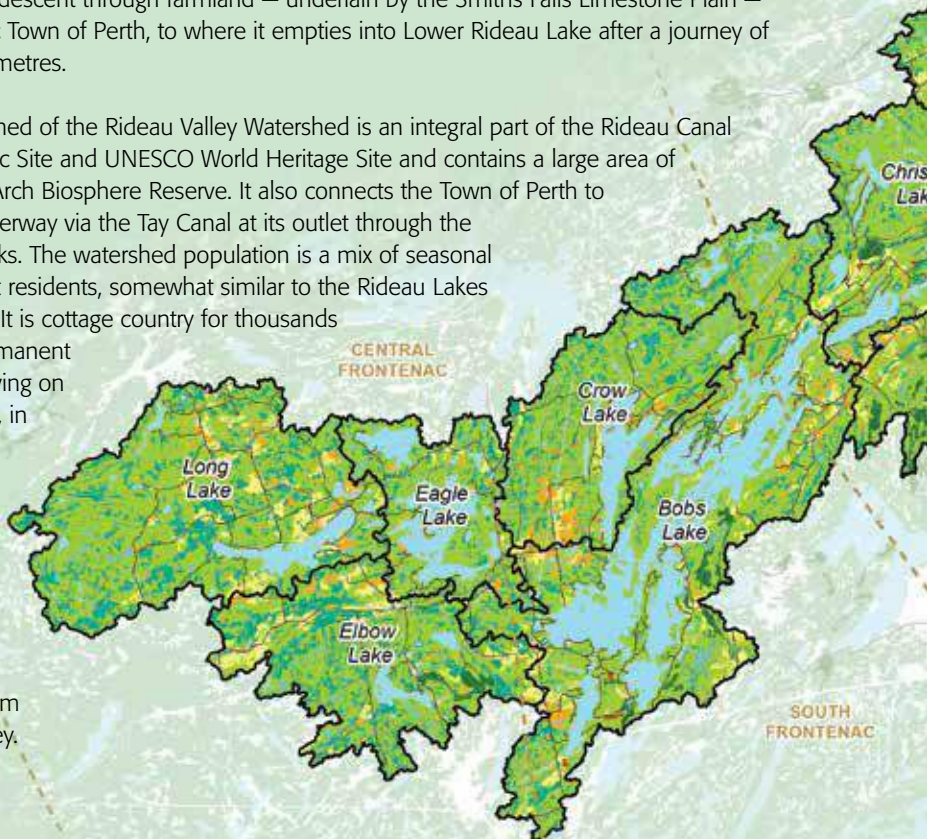 descent through farmland — underlain by the Smiths Falls Limestone Plain —
Town of Perth, to where it empties into Lower Rideau Lake after a journey of
metres.
hed of the Rideau Valley Watershed is an integral part of the Rideau Canal
c Site and UNESCO World Heritage Site and contains a large area of
Arch Biosphere Reserve. It also connects the Town of Perth to
erway via the Tay Canal at its outlet through the
ks. The watershed population is a mix of seasonal
t residents, somewhat similar to the Rideau Lakes
It is cottage country for thousands
manent
ving on
, in
m
ey.
CENTRAL
FRONTENAC
Chris
Lak
Crow
Lake
Long
Lake
Eagle
Lake
Bobs
Lake
Elbow
Lake
SOUTH
FRONTENAC